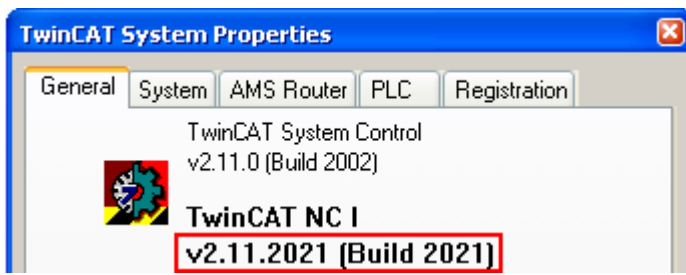 TwinCAT System Properties
General System AMS Router PLC Registration
TwinCAT System Control
v2.11.0 (Build 2002)
TwinCAT NC I
v2.11.2021 (Build 2021)